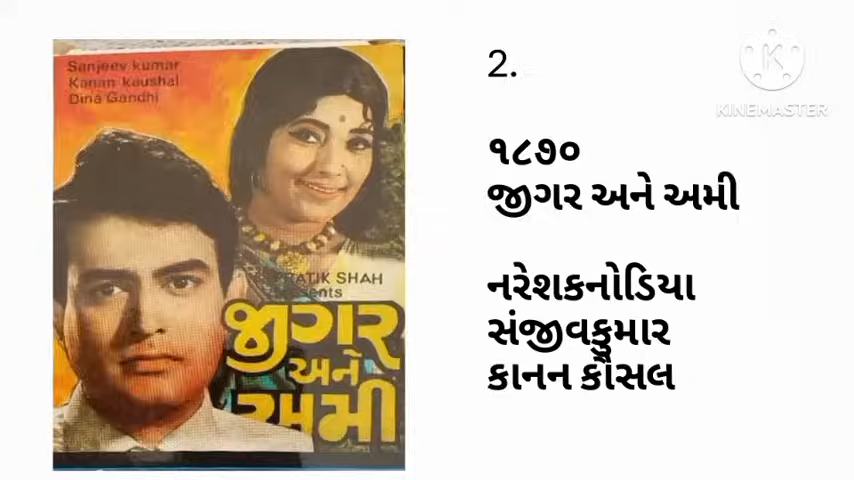 Sanjeev kumar
Kanan kaushal
Dina Gandhi
PRATIK SHAH
જીગર
અને
અમી
2.
૧૮૭૦
જીગર અને અમી
નરેશકનોડિયા
સંજીવકુમાર
કાનન કૌસલ
KINEMASTER